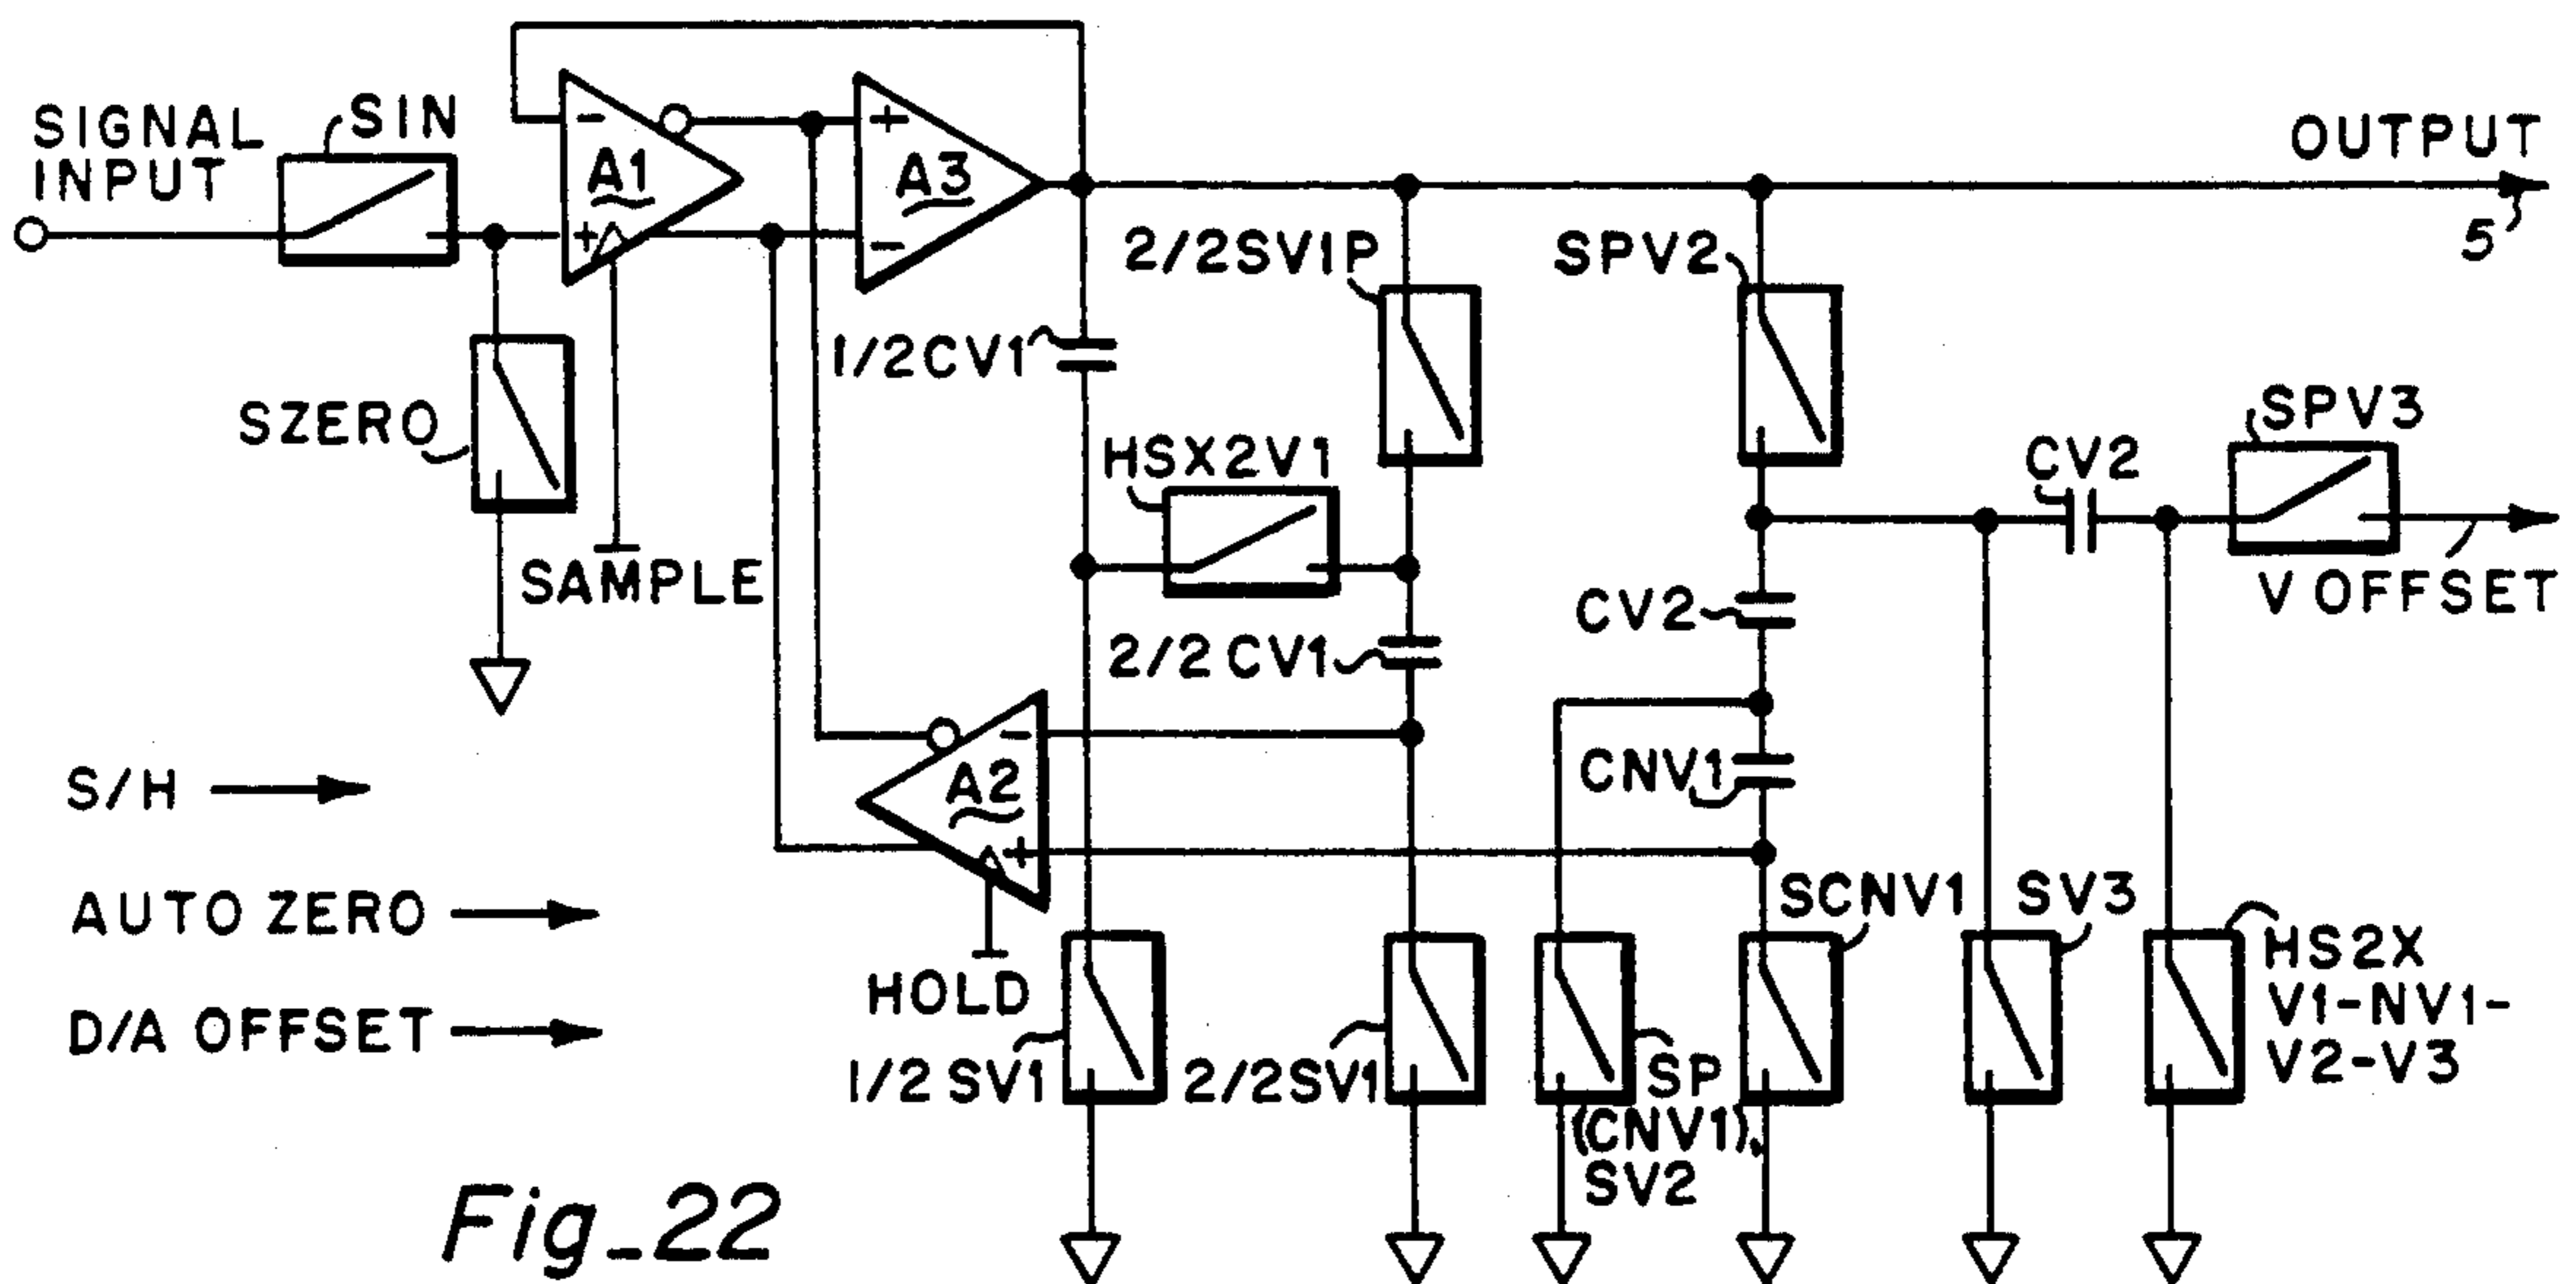 SIGNAL
INPUT
SIN
-
A1
+
+
A3
-
OUTPUT
5
2/2SV1P
SPV2
1/2CV1
SZERO
SAMPLE
HSX2V1
CV2
SPV3
V OFFSET
2/2 CV1
CV2
CNV1
-
A2
+
HOLD
S/H
AUTO ZERO
D/A OFFSET
1/2 SV1
2/2SV1
SP
(CNV1),
SV2
SCNV1
SV3
HS2X
V1-NV1-
V2-V3
Fig_22